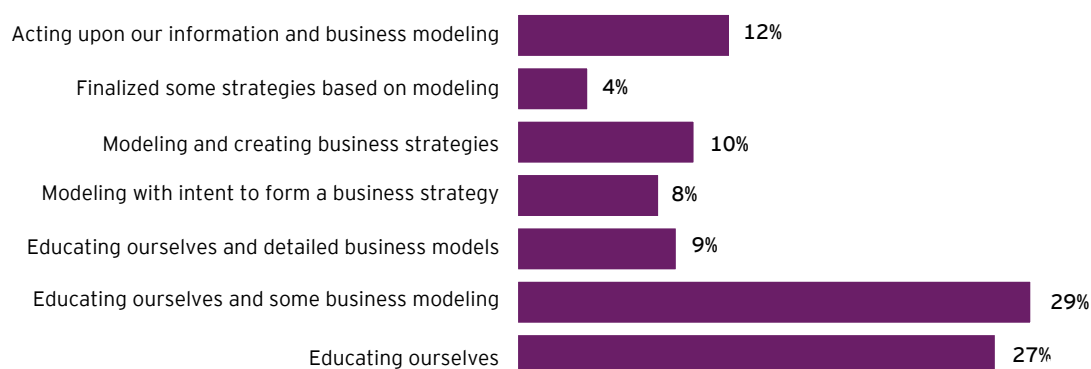 Acting upon our information and business modeling 12%
Finalized some strategies based on modeling 4%
Modeling and creating business strategies 10%
Modeling with intent to form a business strategy 8%
Educating ourselves and detailed business models 9%
Educating ourselves and some business modeling 29%
Educating ourselves 27%